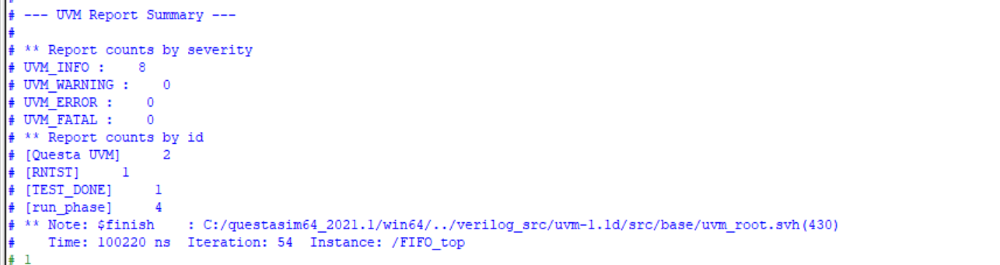 # --- UVM Report Summary ---
#
# ** Report counts by severity
# UVM_INFO :    8
# UVM_WARNING :    0
# UVM_ERROR :    0
# UVM_FATAL :    0
# ** Report counts by id
# [Questa UVM]     2
# [RNTST]     1
# [TEST_DONE]     1
# [run_phase]     4
# ** Note: $finish    : C:/questasim64_2021.1/win64/../verilog_src/uvm-1.1d/src/base/uvm_root.svh(430)
#    Time: 100220 ns  Iteration: 54  Instance: /FIFO_top
# 1